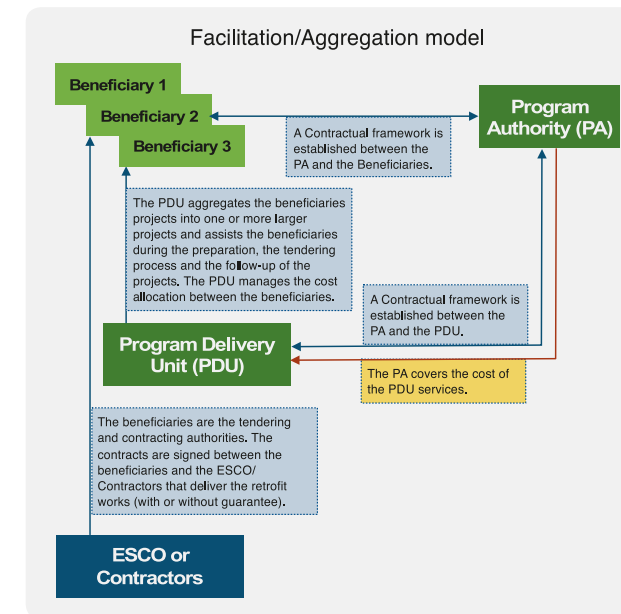 Facilitation/Aggregation model
Beneficiary 1
Beneficiary 2
Beneficiary 3
Program
Authority (PA)
A Contractual framework is
established between the
PA and the Beneficiaries.
The PDU aggregates the beneficiaries
projects into one or more larger
projects and assists the beneficiaries
during the preparation, the tendering
process and the follow-up of the
projects. The PDU manages the cost
allocation between the beneficiaries.
A Contractual framework is
established between the
PA and the PDU.
Program Delivery
Unit (PDU)
The PA covers the cost of
the PDU services.
The beneficiaries are the tendering
and contracting authorities. The
contracts are signed between the
beneficiaries and the ESCO/
Contractors that deliver the retrofit
works (with or without guarantee).
ESCO or
Contractors